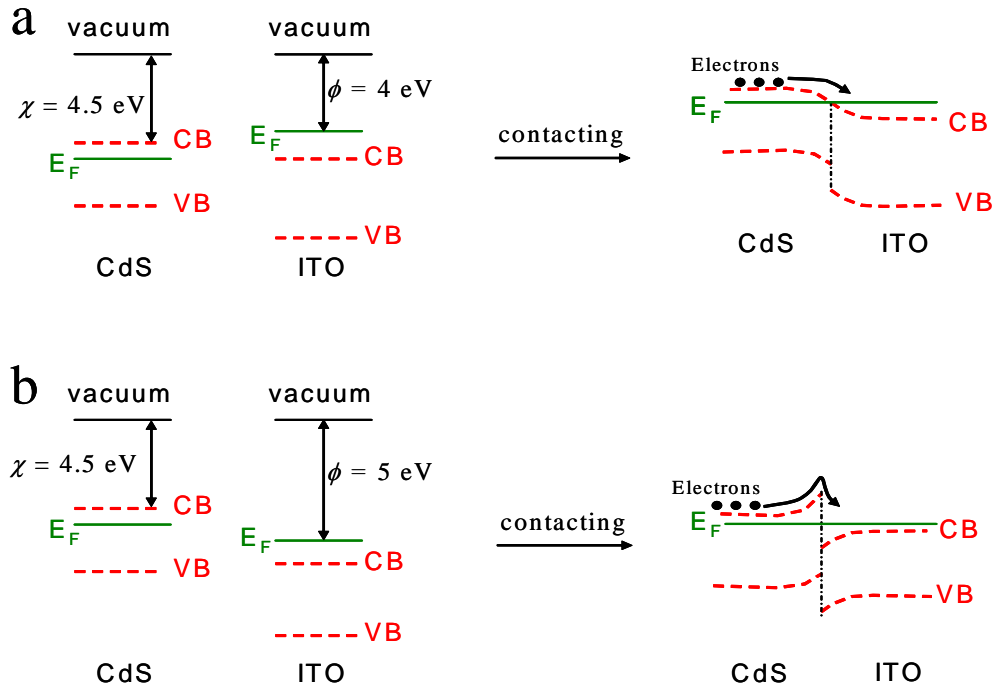 a
vacuum vacuum
χ = 4.5 eV
ϕ = 4 eV
Electrons
E_F
CB
E_F
CB
contacting
E_F
CB
VB
VB
VB
CdS ITO
CdS ITO
b
vacuum vacuum
χ = 4.5 eV
ϕ = 5 eV
Electrons
CB
E_F
E_F
contacting
E_F
CB
VB
CB
VB
VB
CdS ITO
CdS ITO